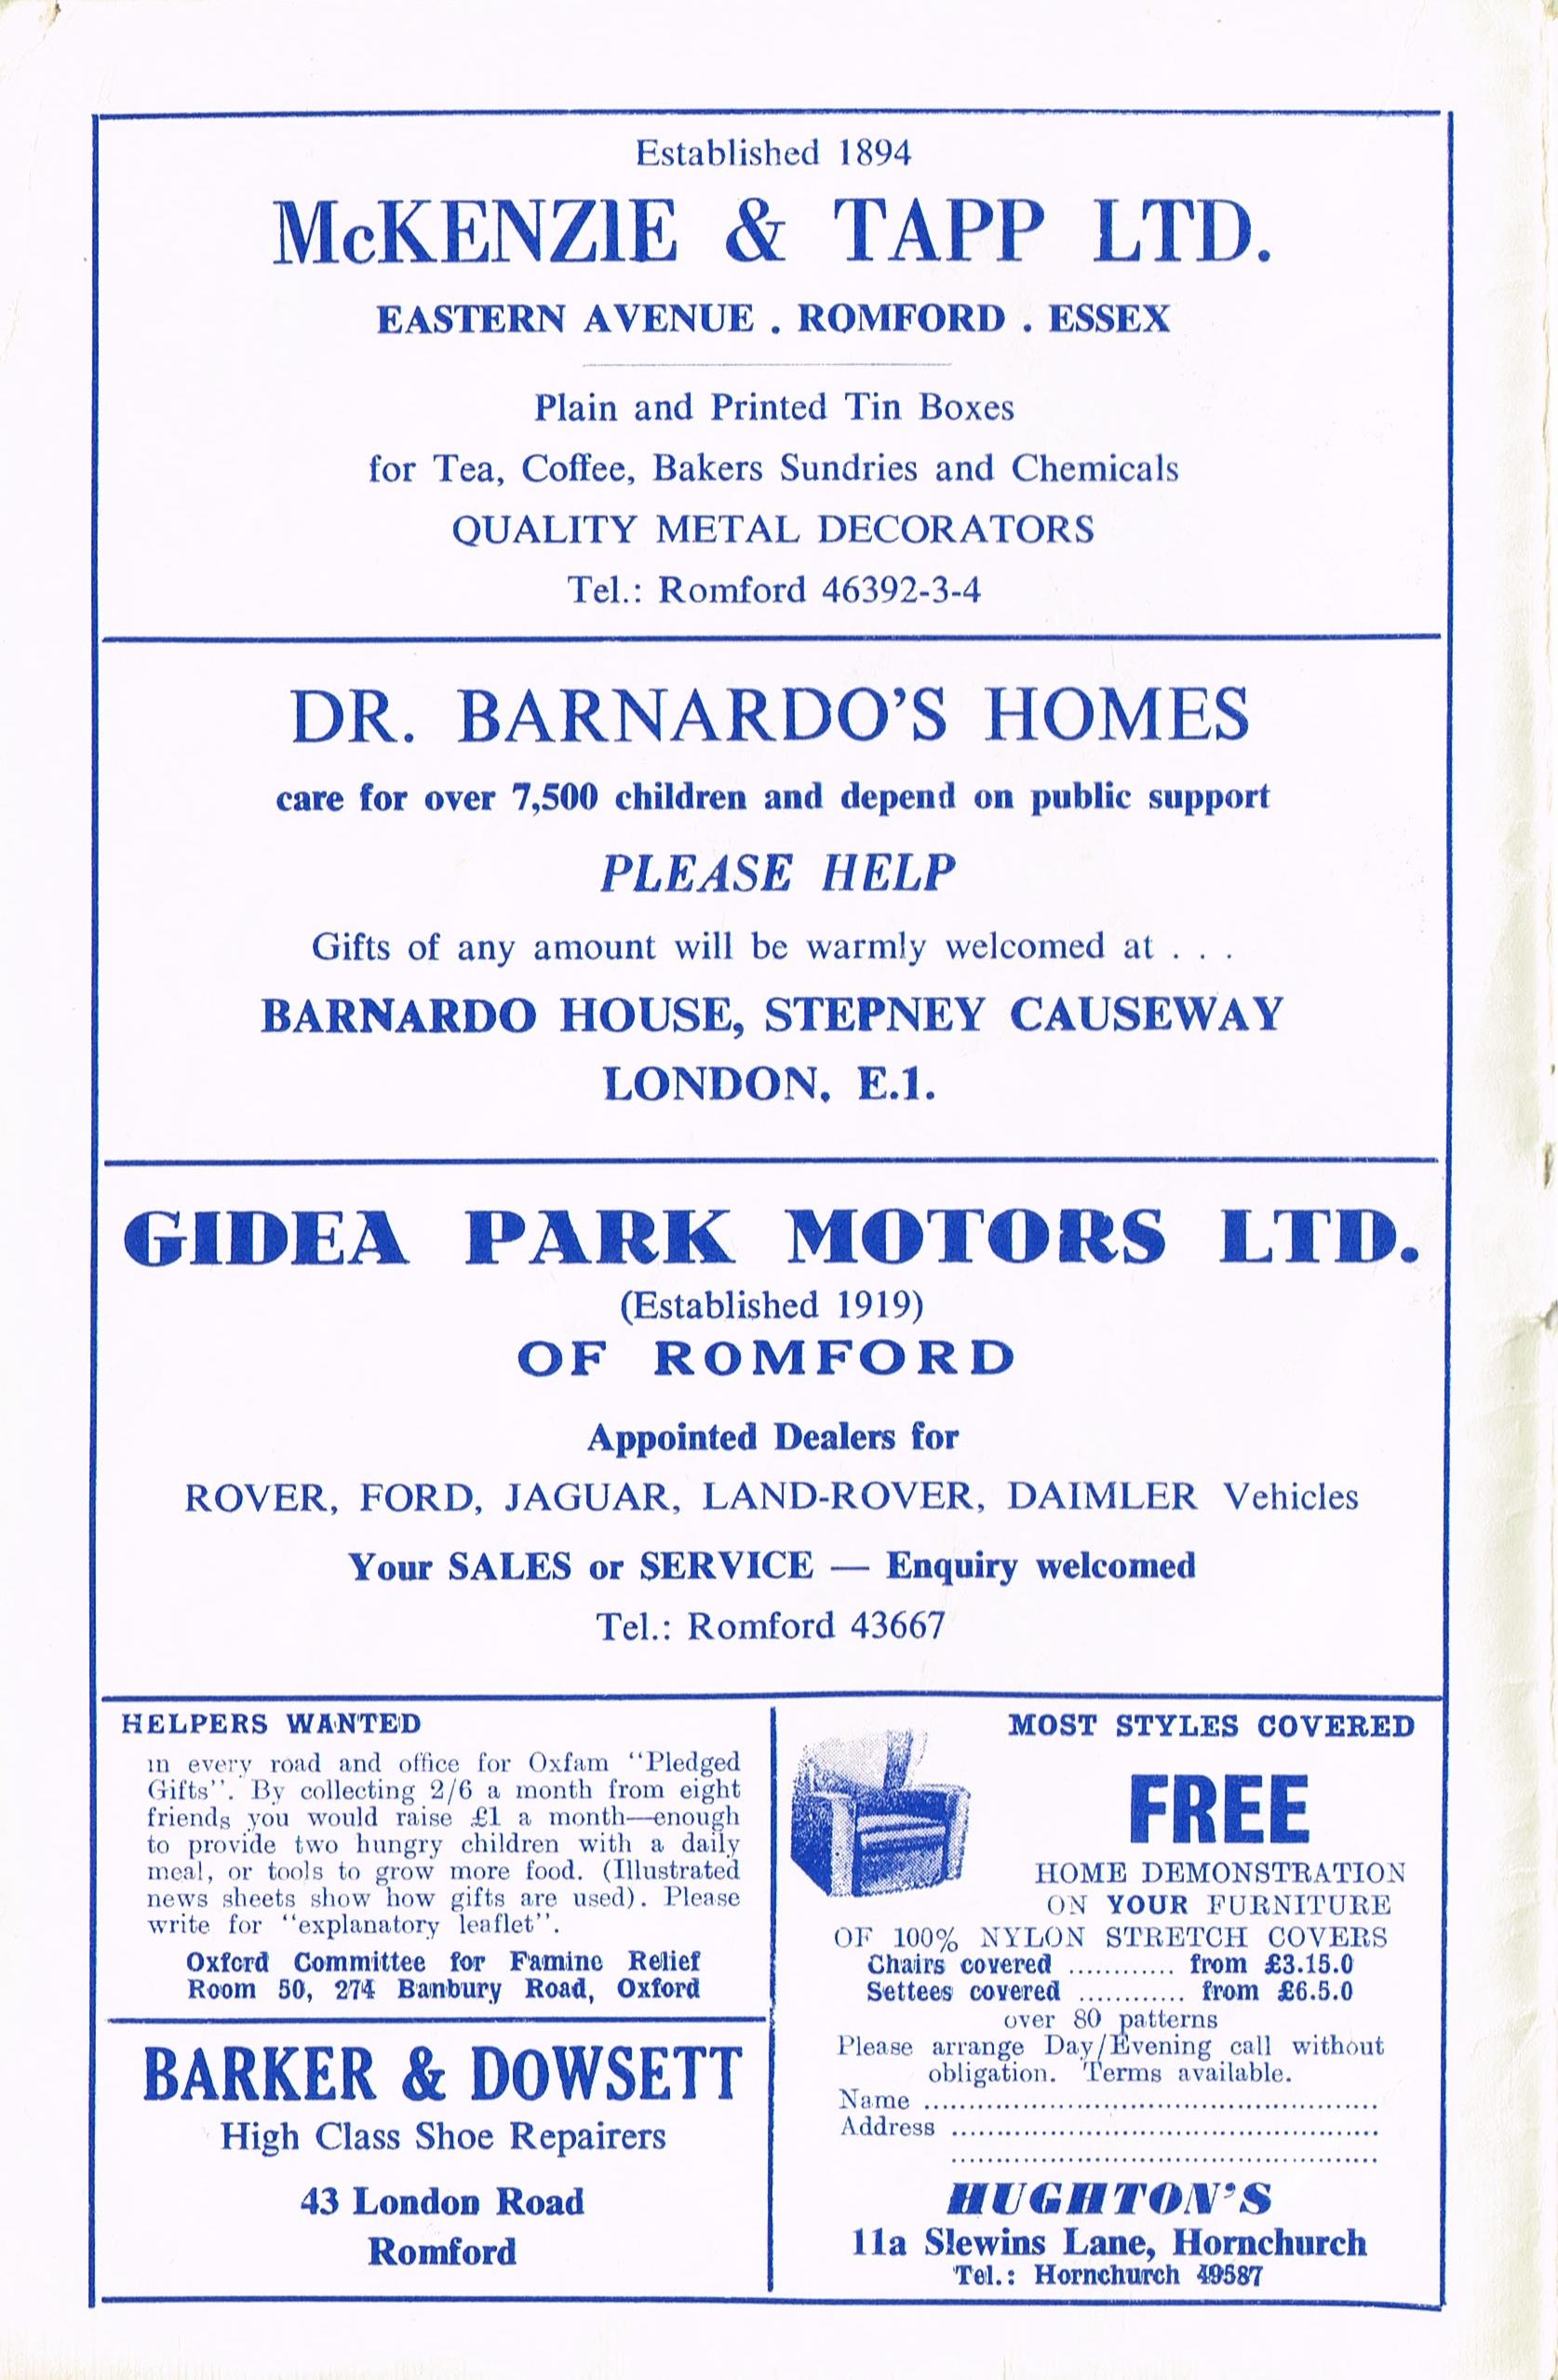 Established 1894
McKENZIE & TAPP LTD.
EASTERN AVENUE . ROMFORD . ESSEX
Plain and Printed Tin Boxes
for Tea, Coffee, Bakers Sundries and Chemicals
QUALITY METAL DECORATORS
Tel.: Romford 46392-3-4
DR. BARNARDO'S HOMES
care for over 7,500 children and depend on public support
PLEASE HELP
Gifts of any amount will be warmly welcomed at . . .
BARNARDO HOUSE, STEPNEY CAUSEWAY
LONDON, E.1.
GIDEA PARK MOTORS LTD.
(Established 1919)
OF ROMFORD
Appointed Dealers for
ROVER, FORD, JAGUAR, LAND-ROVER, DAIMLER Vehicles
Your SALES or SERVICE — Enquiry welcomed
Tel.: Romford 43667
HELPERS WANTED
in every road and office for Oxfam "Pledged
Gifts". By collecting 2/6 a month from eight
friends you would raise £1 a month—enough
to provide two hungry children with a daily
meal, or tools to grow more food. (Illustrated
news sheets show how gifts are used). Please
write for "explanatory leaflet".
Oxford Committee for Famine Relief
Room 50, 274 Banbury Road, Oxford
BARKER & DOWSETT
High Class Shoe Repairers
43 London Road
Romford
MOST STYLES COVERED
FREE
HOME DEMONSTRATION
ON YOUR FURNITURE
OF 100% NYLON STRETCH COVERS
Chairs covered ............ from £3.15.0
Settees covered ............ from £6.5.0
over 80 patterns
Please arrange Day/Evening call without
obligation. Terms available.
Name ..................................................
Address ...............................................
...............................................
HUGHTON'S
11a Slewins Lane, Hornchurch
Tel.: Hornchurch 49587